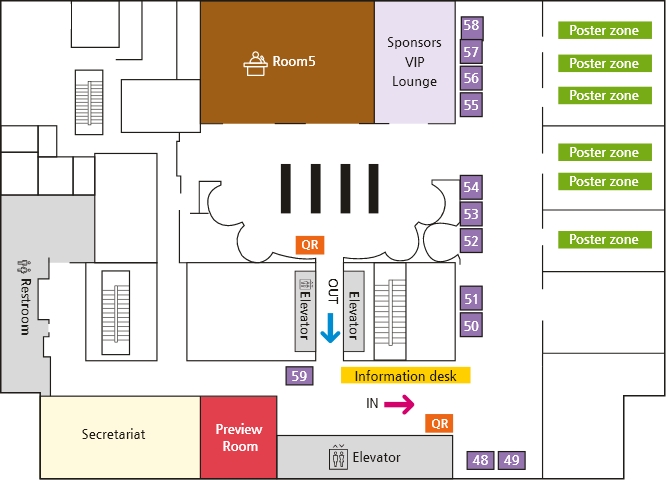 58
Poster zone
Room5
Sponsors
VIP
Lounge
57
Poster zone
56
Poster zone
55
Poster zone
54
Poster zone
53
52
Poster zone
QR
Restroom
Elevator
OUT
Elevator
51
50
59
Information desk
IN
QR
Secretariat
Preview
Room
Elevator
48
49